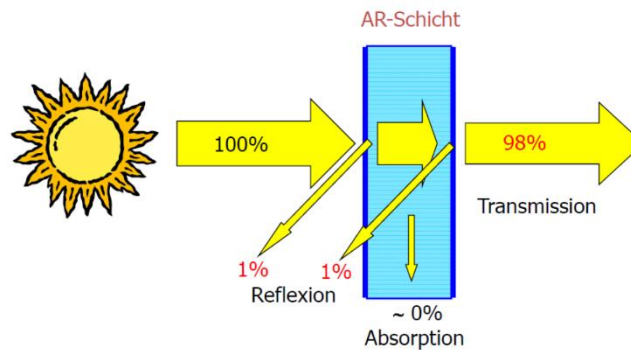 AR-Schicht
100%
98%
Transmission
1%
1%
Reflexion
~ 0%
Absorption